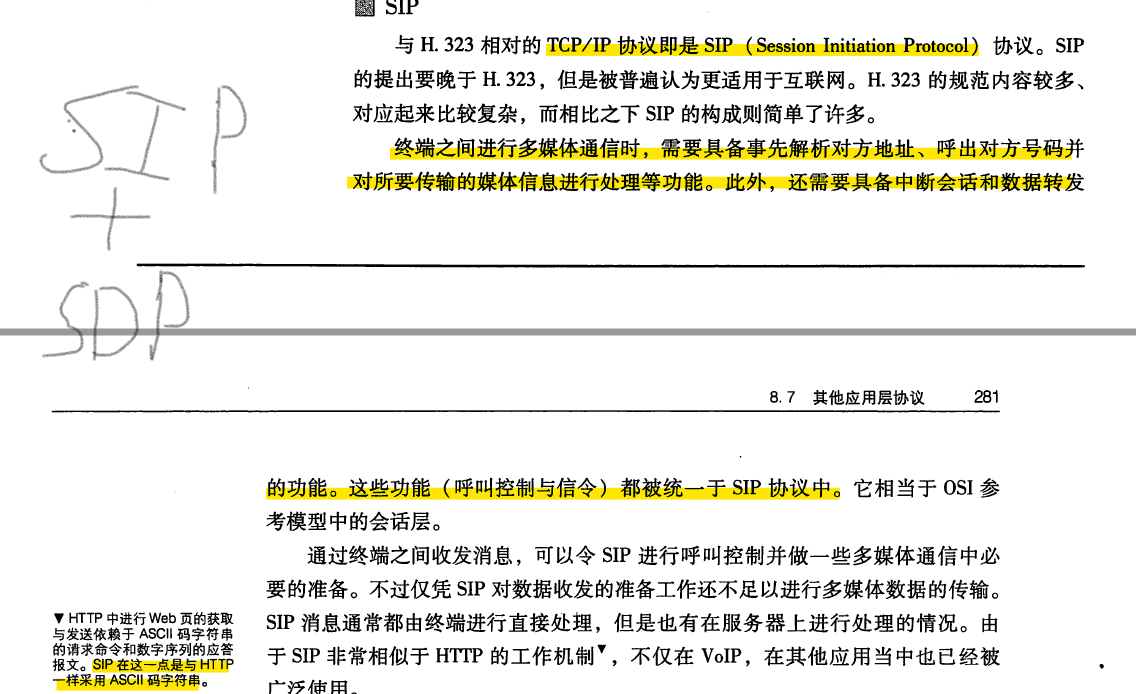 SIP
与 H. 323 相对的 TCP/IP 协议即是 SIP（Session Initiation Protocol）协议。SIP
的提出要晚于 H. 323，但是被普遍认为更适用于互联网。H. 323 的规范内容较多、
对应起来比较复杂，而相比之下 SIP 的构成则简单了许多。
终端之间进行多媒体通信时，需要具备事先解析对方地址、呼出对方号码并
对所要传输的媒体信息进行处理等功能。此外，还需要具备中断会话和数据转发
SIP
+
SDP
8.7 其他应用层协议 281
的功能。这些功能（呼叫控制与信令）都被统一于 SIP 协议中。它相当于 OSI 参
考模型中的会话层。
通过终端之间收发消息，可以令 SIP 进行呼叫控制并做一些多媒体通信中必
要的准备。不过仅凭 SIP 对数据收发的准备工作还不足以进行多媒体数据的传输。
SIP 消息通常都由终端进行直接处理，但是也有在服务器上进行处理的情况。由
于 SIP 非常相似于 HTTP 的工作机制▼，不仅在 VoIP，在其他应用当中也已经被
广泛使用。
▼ HTTP 中进行 Web 页的获取
与发送依赖于 ASCII 码字符串
的请求命令和数字序列的应答
报文。SIP 在这一点是与 HTTP
一样采用 ASCII 码字符串。